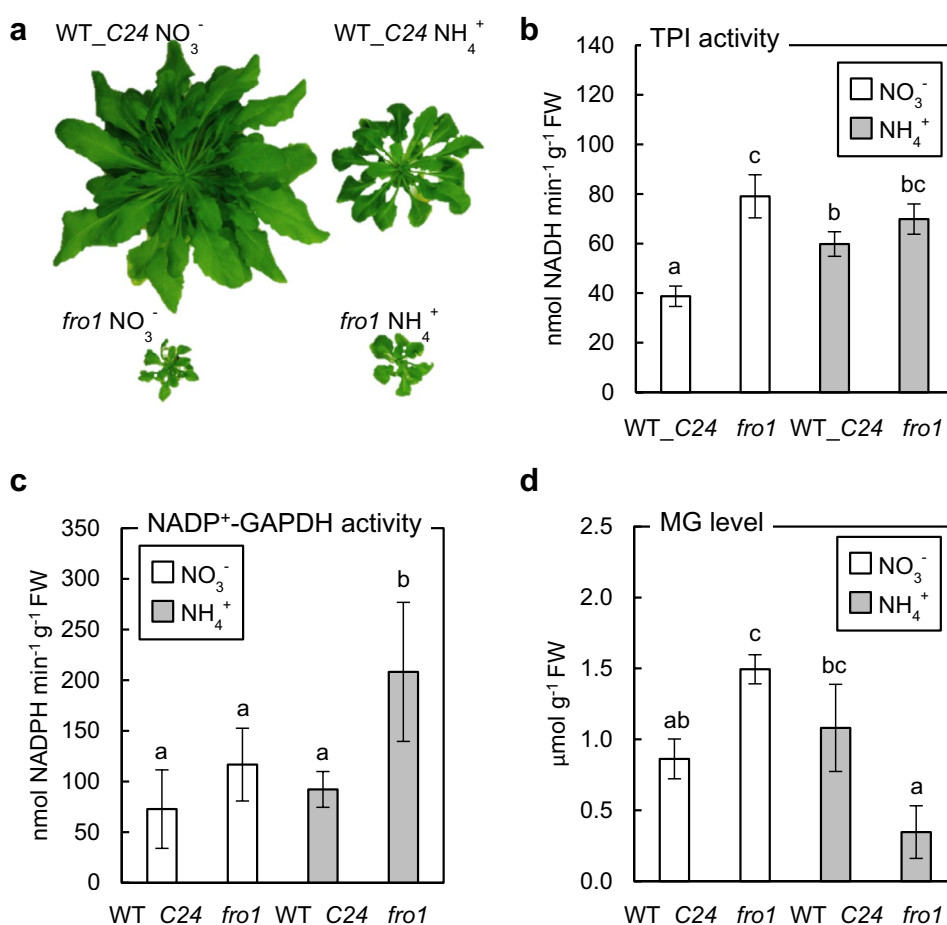 a
WT_C24 NO₃⁻
WT_C24 NH₄⁺
fro1 NO₃⁻
fro1 NH₄⁺
b
TPI activity
nmol NADH min⁻¹ g⁻¹ FW
140
120
100
80
60
40
20
0
NO₃⁻
NH₄⁺
a
c
b
bc
WT_C24 fro1 WT_C24 fro1
c
NADP⁺-GAPDH activity
nmol NADPH min⁻¹ g⁻¹ FW
350
300
250
200
150
100
50
0
NO₃⁻
NH₄⁺
a
a
a
b
WT C24 fro1 WT C24 fro1
d
MG level
µmol g⁻¹ FW
2.5
2.0
1.5
1.0
0.5
0.0
NO₃⁻
NH₄⁺
ab
c
bc
a
WT C24 fro1 WT C24 fro1